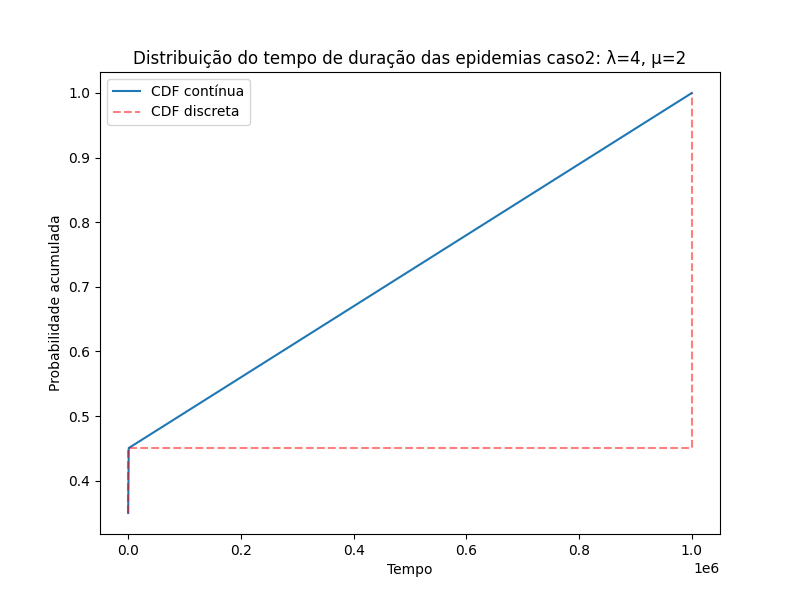 Distribuição do tempo de duração das epidemias caso2: λ=4, μ=2
CDF contínua
CDF discreta
Probabilidade acumulada
1.0
0.9
0.8
0.7
0.6
0.5
0.4
0.0 0.2 0.4 0.6 0.8 1.0
1e6
Tempo